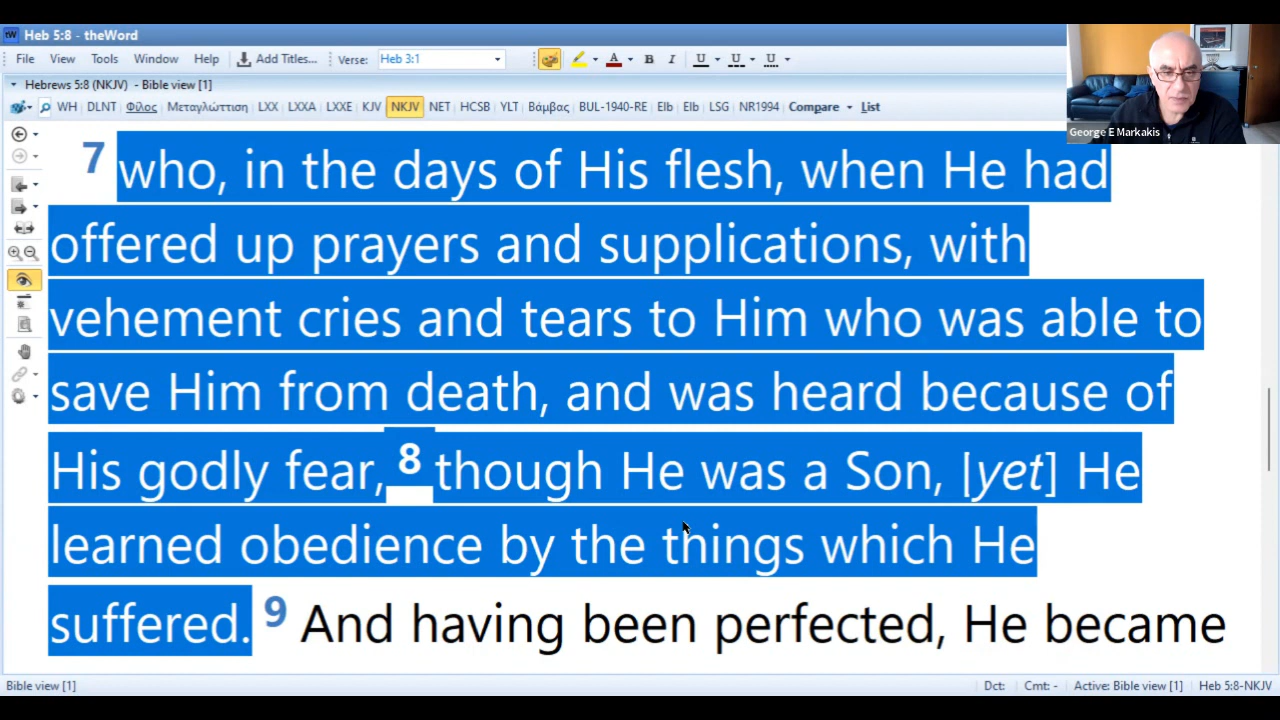 Heb 5:8 - theWord
File View Tools Window Help Add Titles... Verse: Heb 3:1 A B I U U U
Hebrews 5:8 (NKJV) - Bible view [1]
WH DLNT Φίλος Μεταγλώττιση LXX LXXA LXXE KJV NKJV NET HCSB YLT Βάμβας BUL-1940-RE Elb Elb LSG NR1994 Compare List
George E Markakis
7 who, in the days of His flesh, when He had
offered up prayers and supplications, with
vehement cries and tears to Him who was able to
save Him from death, and was heard because of
His godly fear, 8 though He was a Son, [yet] He
learned obedience by the things which He
suffered. 9 And having been perfected, He became
Bible view [1] Dct: Cmt: - Active: Bible view [1] Heb 5:8-NKJV